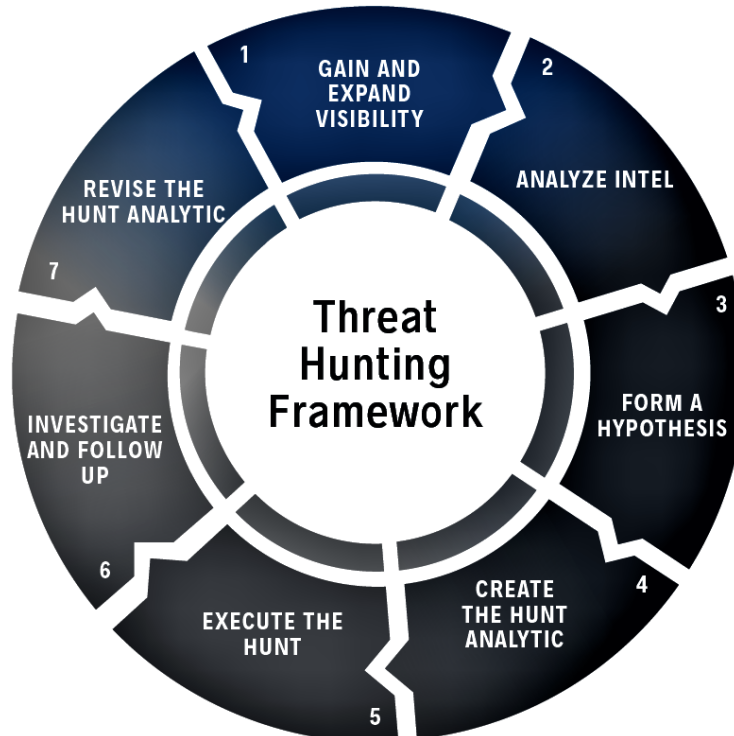 Threat
Hunting
Framework
1
GAIN AND
EXPAND
VISIBILITY
2
ANALYZE INTEL
3
FORM A
HYPOTHESIS
4
CREATE
THE HUNT
ANALYTIC
5
EXECUTE THE
HUNT
6
INVESTIGATE
AND FOLLOW
UP
7
REVISE THE
HUNT ANALYTIC